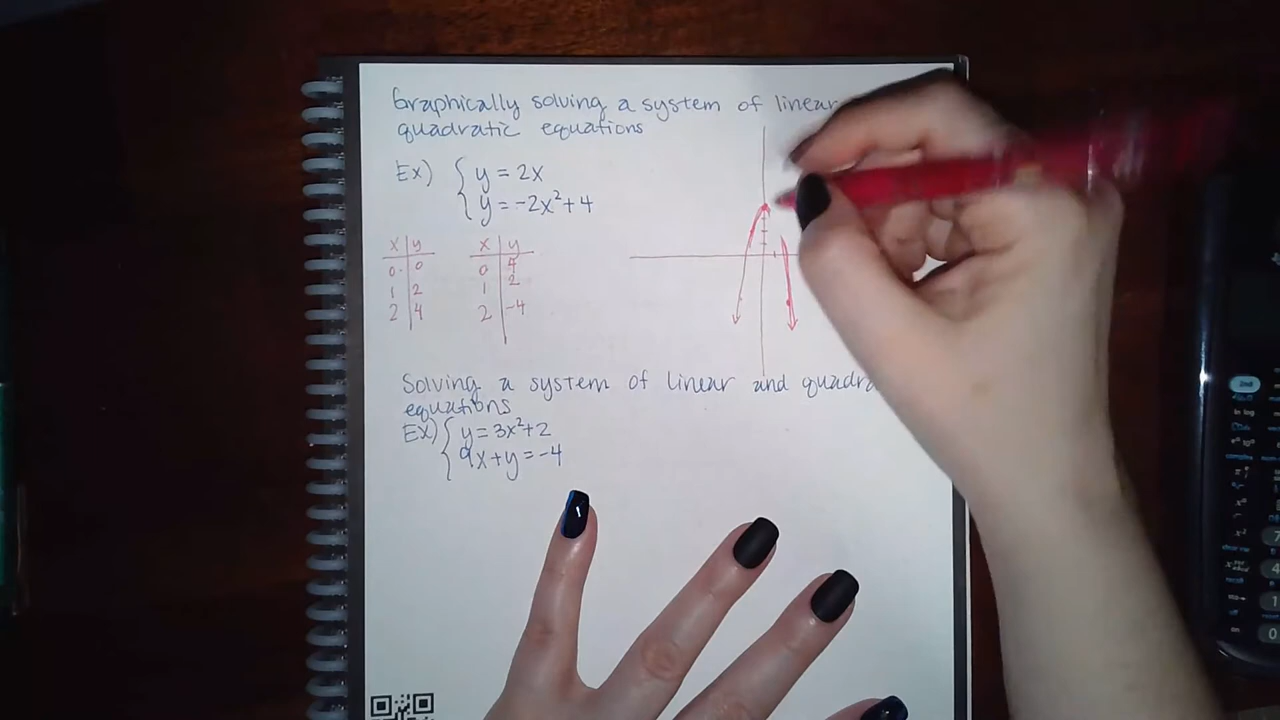 Graphically solving a system of linear
quadratic equations
Ex) { y = 2x
y = -2x²+4
x | y
0 | 0
1 | 2
2 | 4
x | y
0 | 4
1 | 2
2 | -4
Solving a system of linear and
equations
EX) { y = 3x²+2
9x+y = -4
2nd